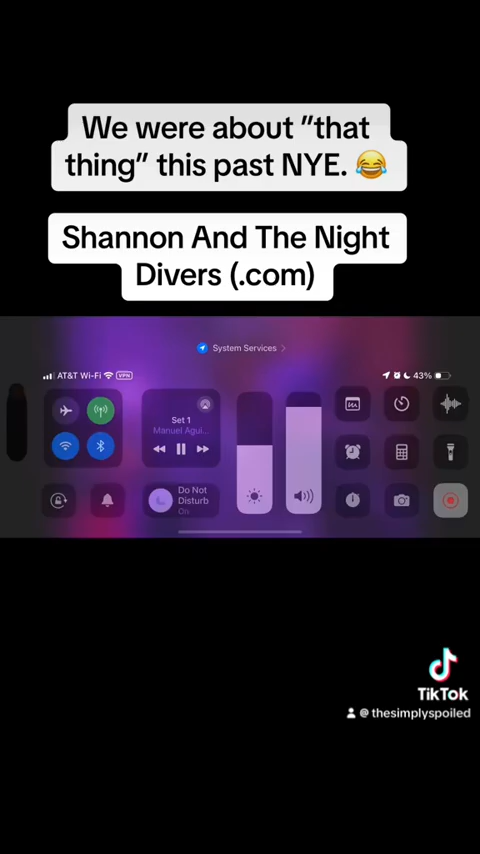 We were about "that
thing" this past NYE. 😂
Shannon And The Night
Divers (.com)
System Services >
AT&T Wi-Fi VPN
43%
Set 1
Manuel Agui...
Do Not
Disturb
On
TikTok
@ thesimplyspoiled